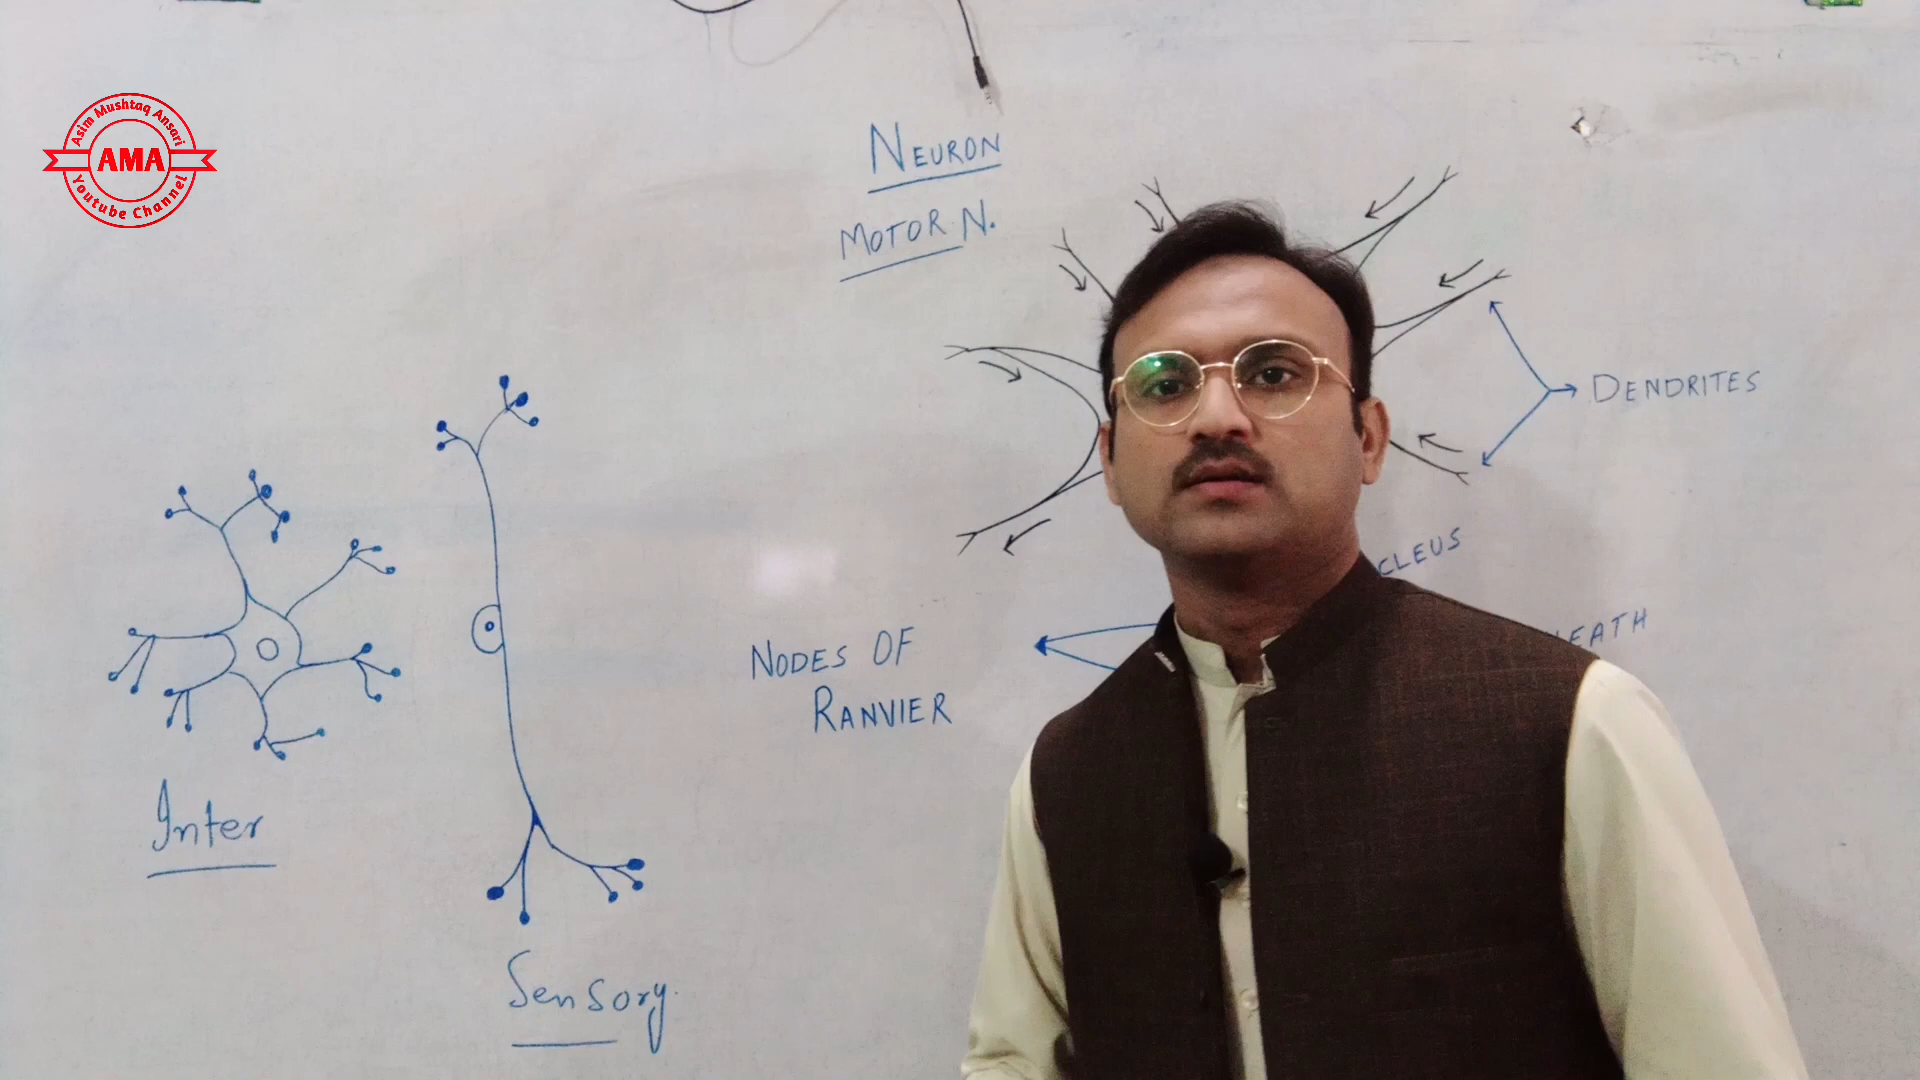 Asim Mushtaq Ansari
AMA
Youtube Channel
NEURON
MOTOR N.
DENDRITES
CLEUS
EATH
NODES OF
RANVIER
Inter
Sensory